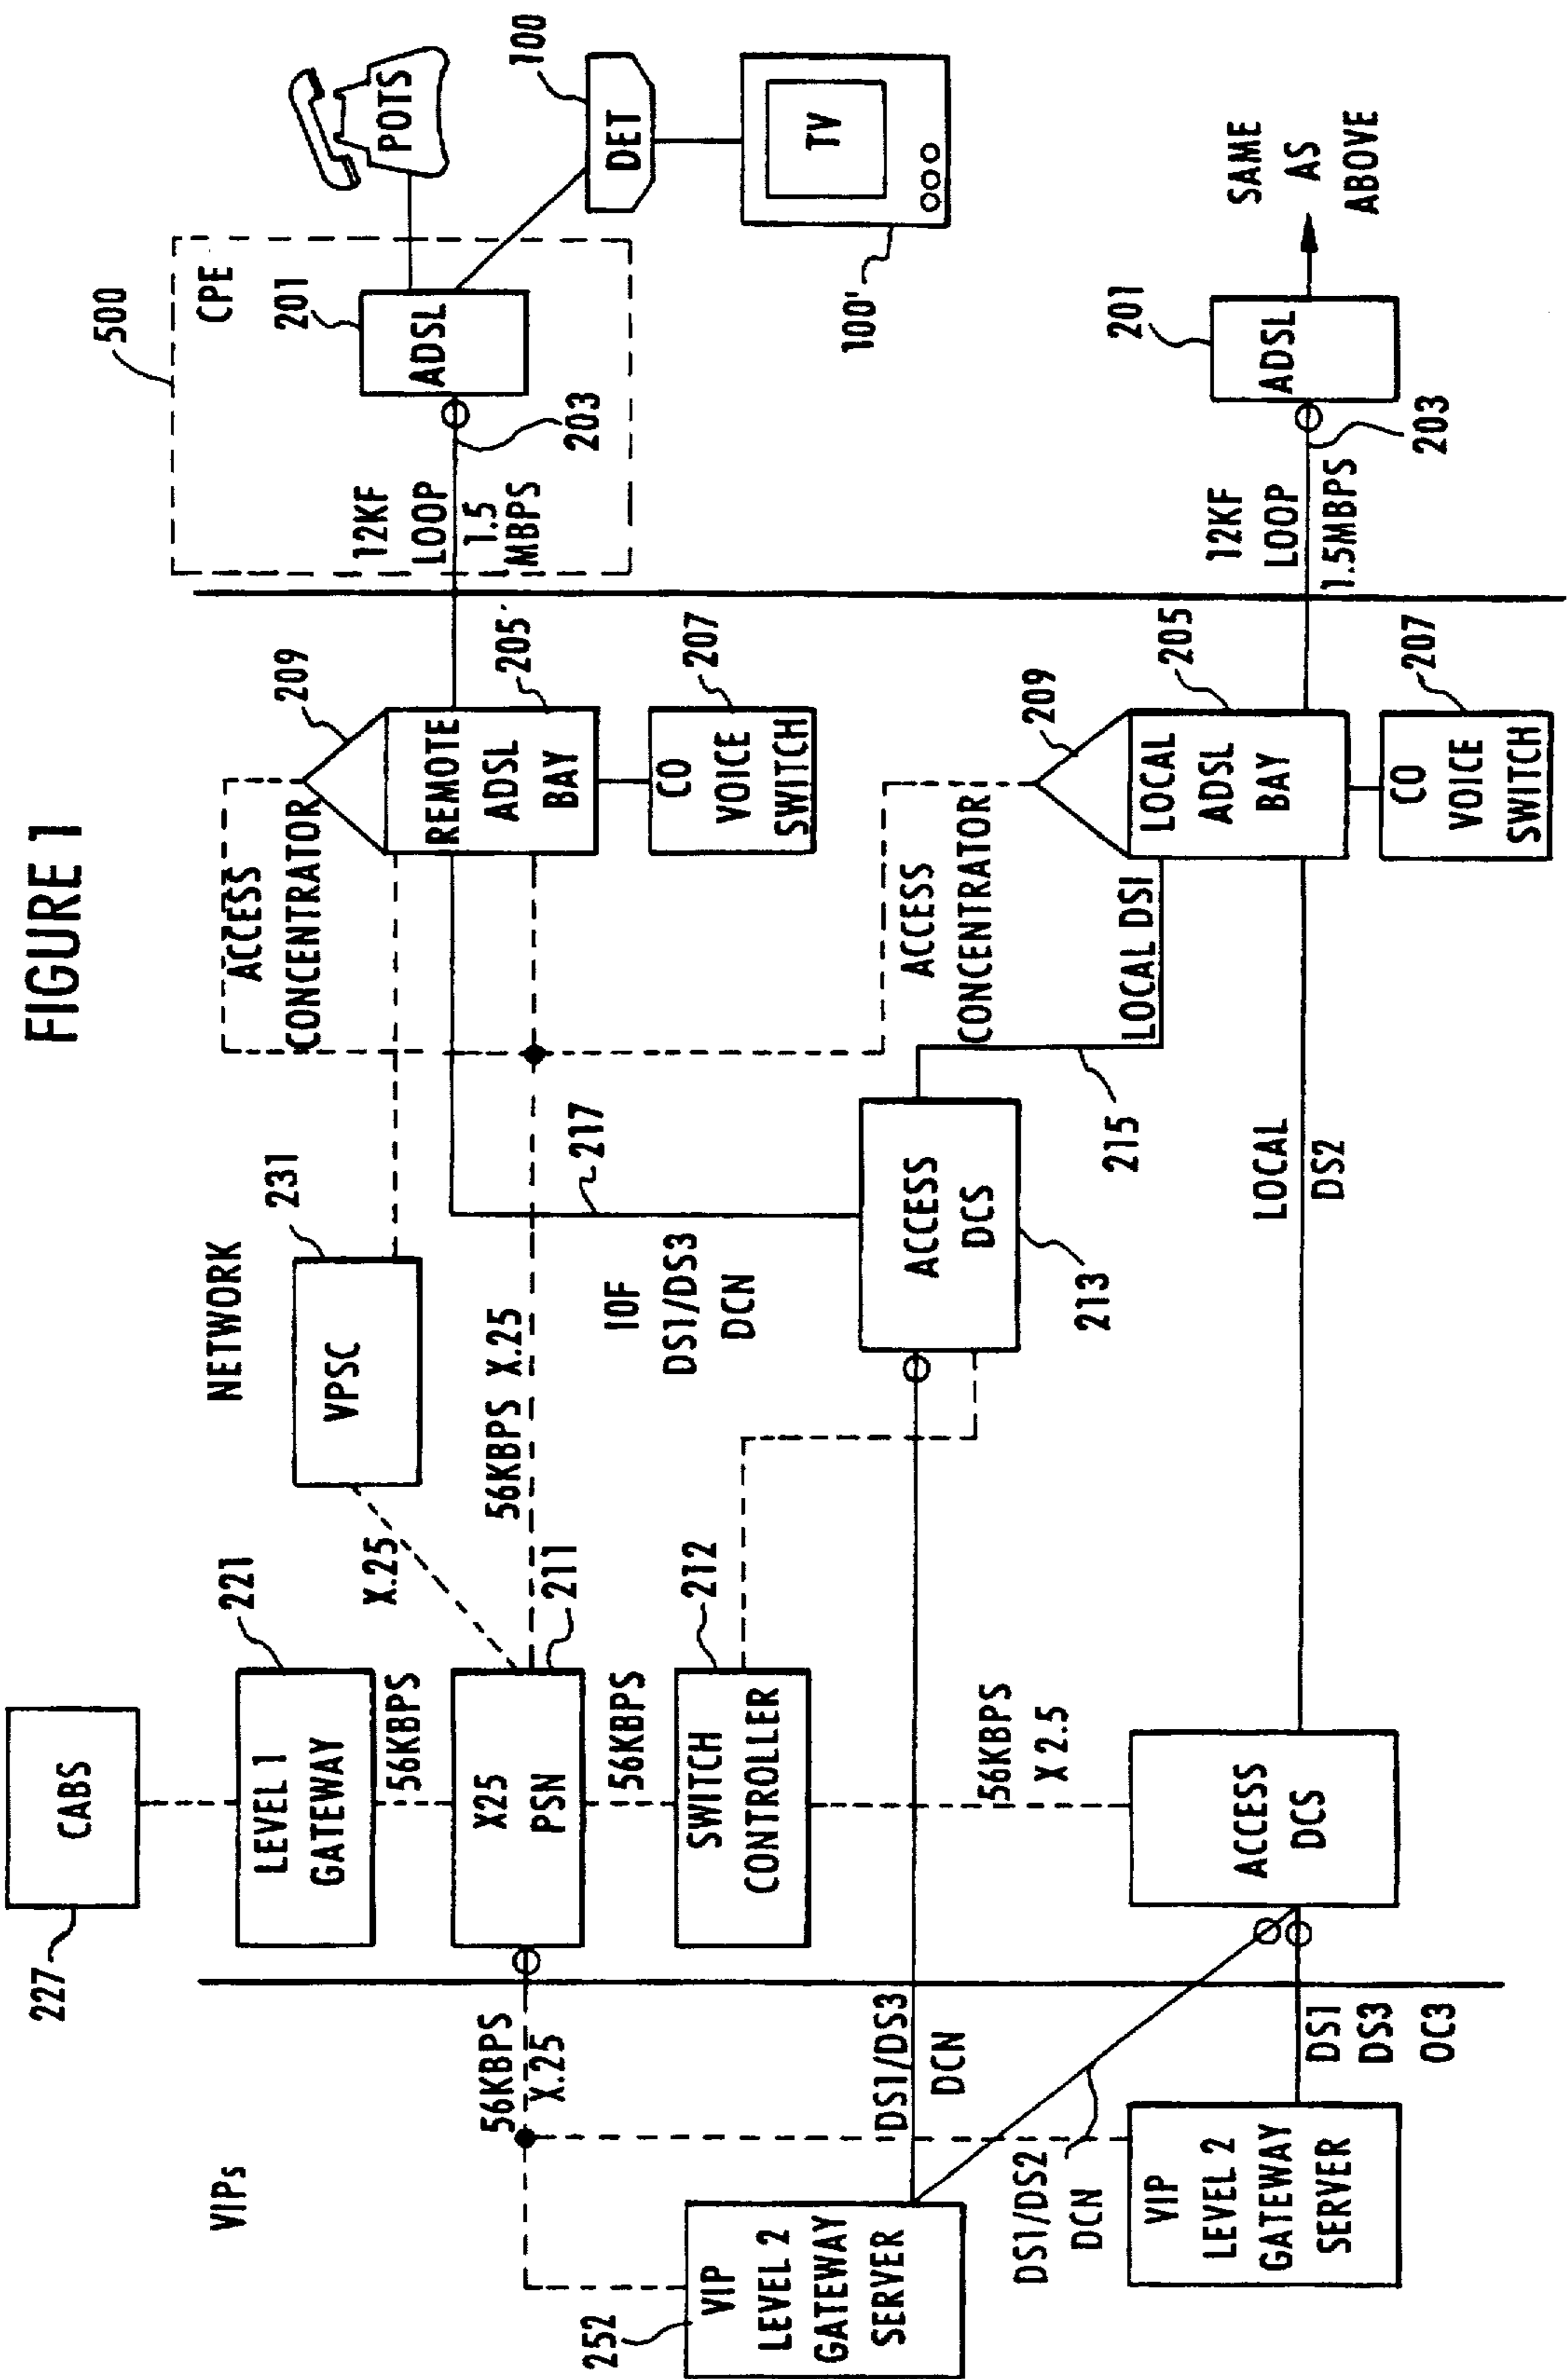 FIGURE 1
VIPs
NETWORK
500
CPE
227
CABS
221
LEVEL 1
GATEWAY
56KBPS
X25
PSN
211
X.25
VPSC
231
56KBPS X.25
56KBPS
SWITCH
CONTROLLER
212
56KBPS
X 2.5
56KBPS
X.25
252
VIP
LEVEL 2
GATEWAY
SERVER
DS1/DS3
DCN
DS1/DS2
DCN
VIP
LEVEL 2
GATEWAY
SERVER
DS1
DS3
OC3
ACCESS
DCS
LOCAL
DS2
217
10F
DS1/DS3
DCN
ACCESS
DCS
213
215
LOCAL DS1
ACCESS
CONCENTRATOR
209
REMOTE
ADSL
BAY
205'
CO
VOICE
SWITCH
207
ACCESS
CONCENTRATOR
209
LOCAL
ADSL
BAY
205
CO
VOICE
SWITCH
207
12KF
LOOP
1.5
MBPS
203
201
ADSL
POTS
100
DET
TV
100'
12KF
LOOP
1.5MBPS
203
201
ADSL
SAME
AS
ABOVE